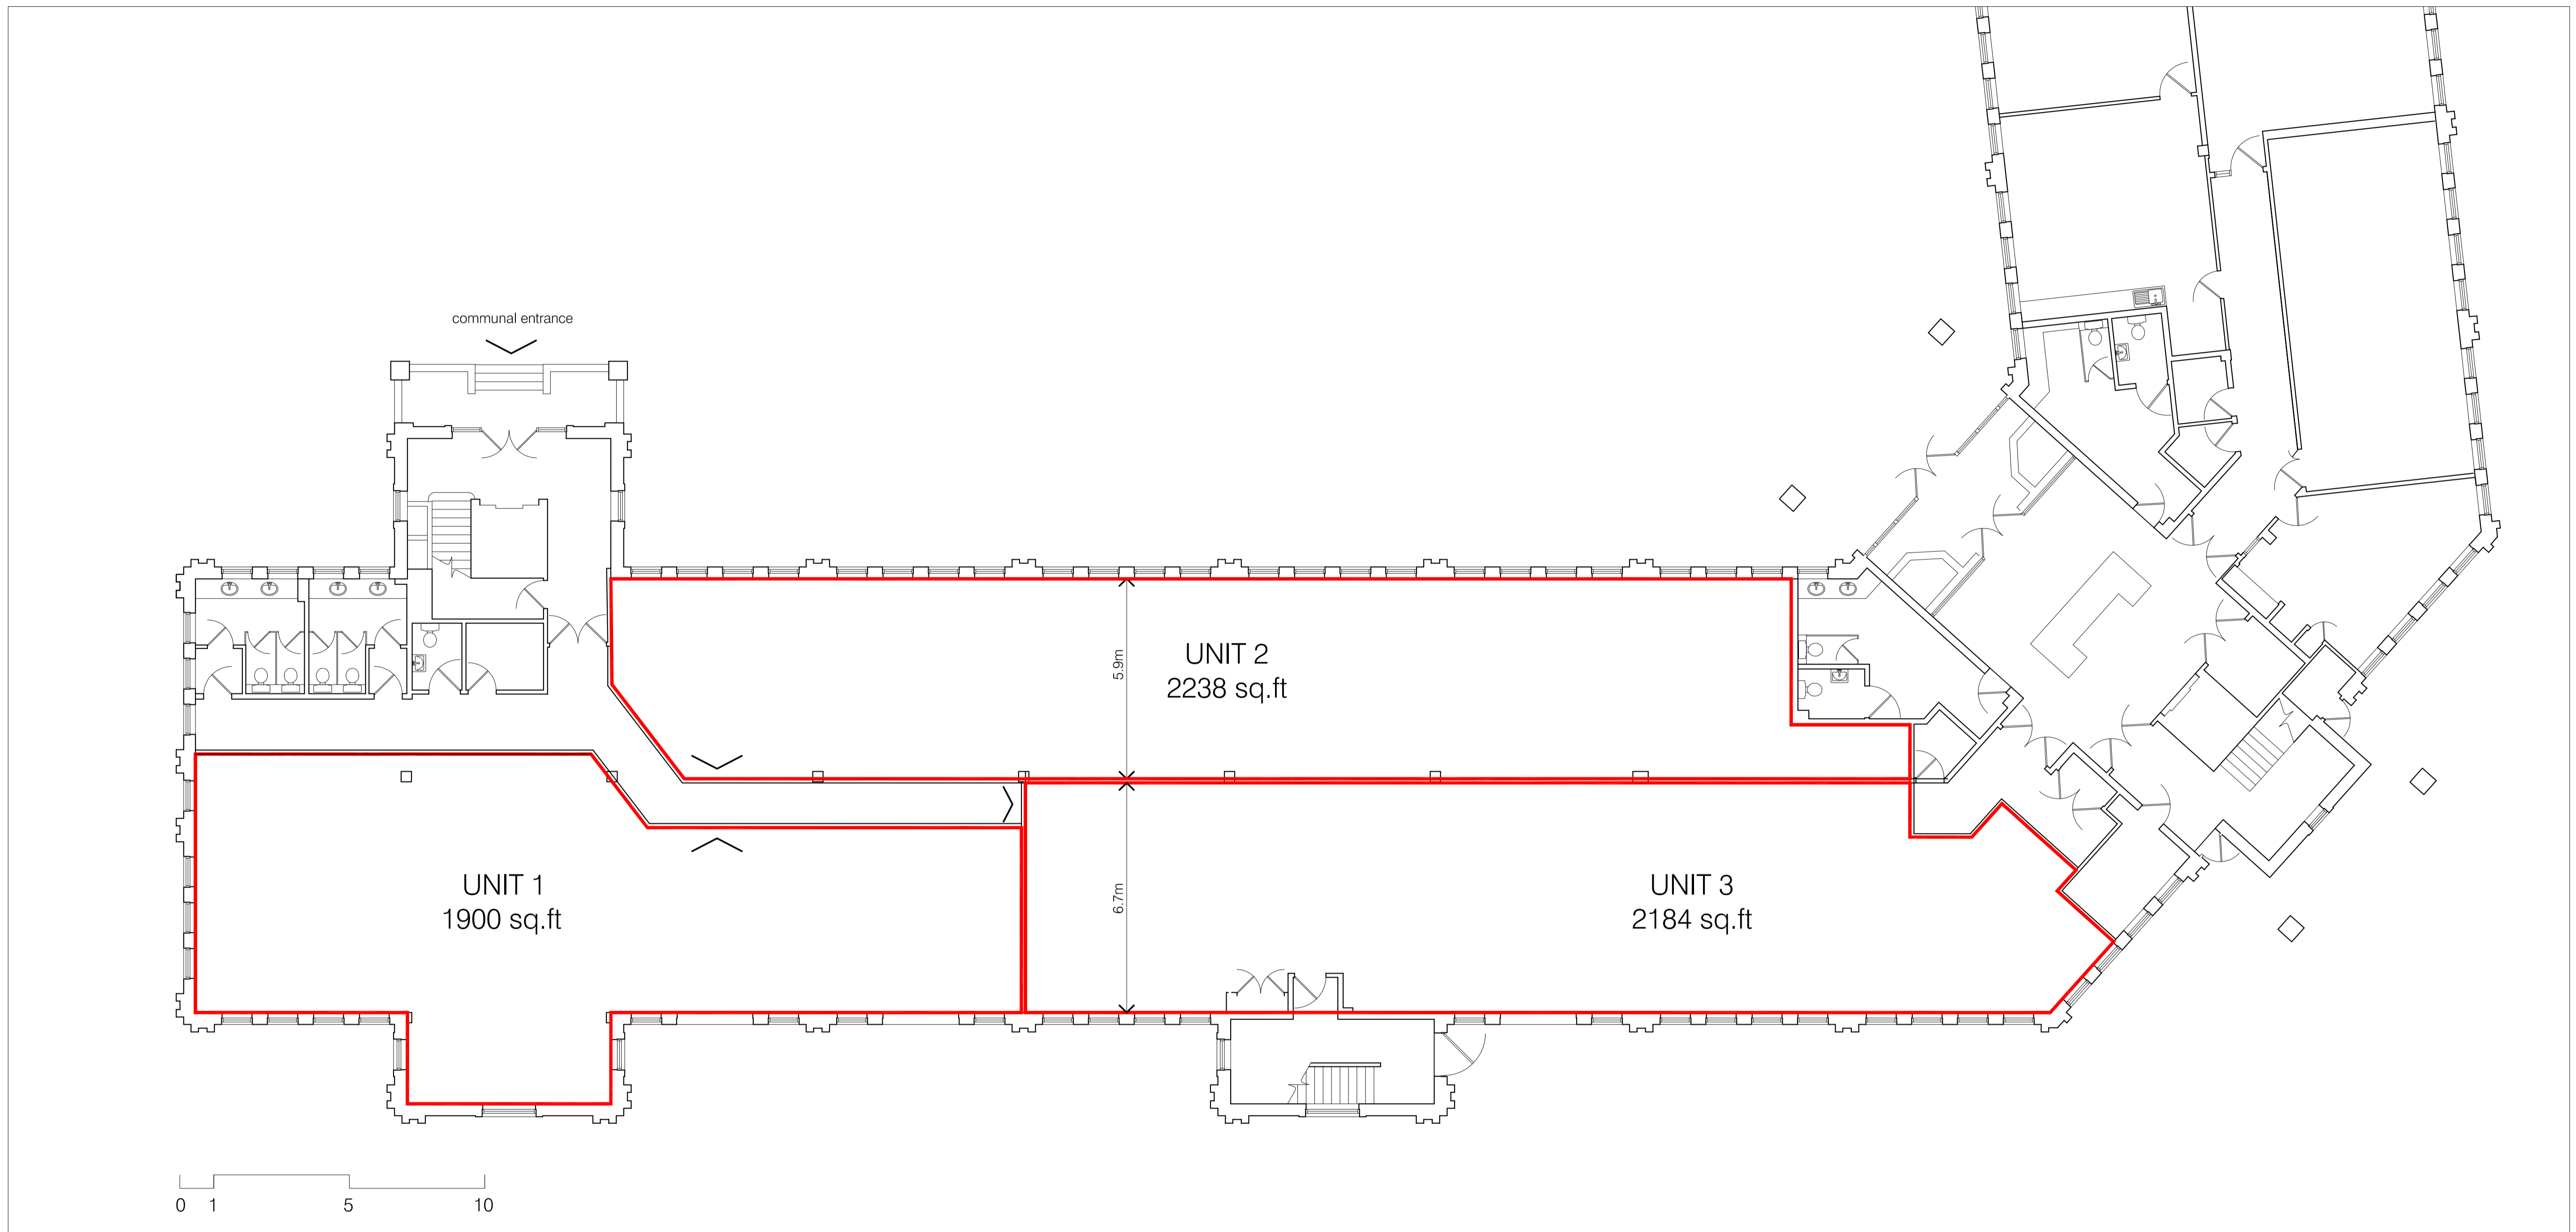 communal entrance
UNIT 2
2238 sq.ft
5.9m
UNIT 1
1900 sq.ft
6.7m
UNIT 3
2184 sq.ft
0 1 5 10